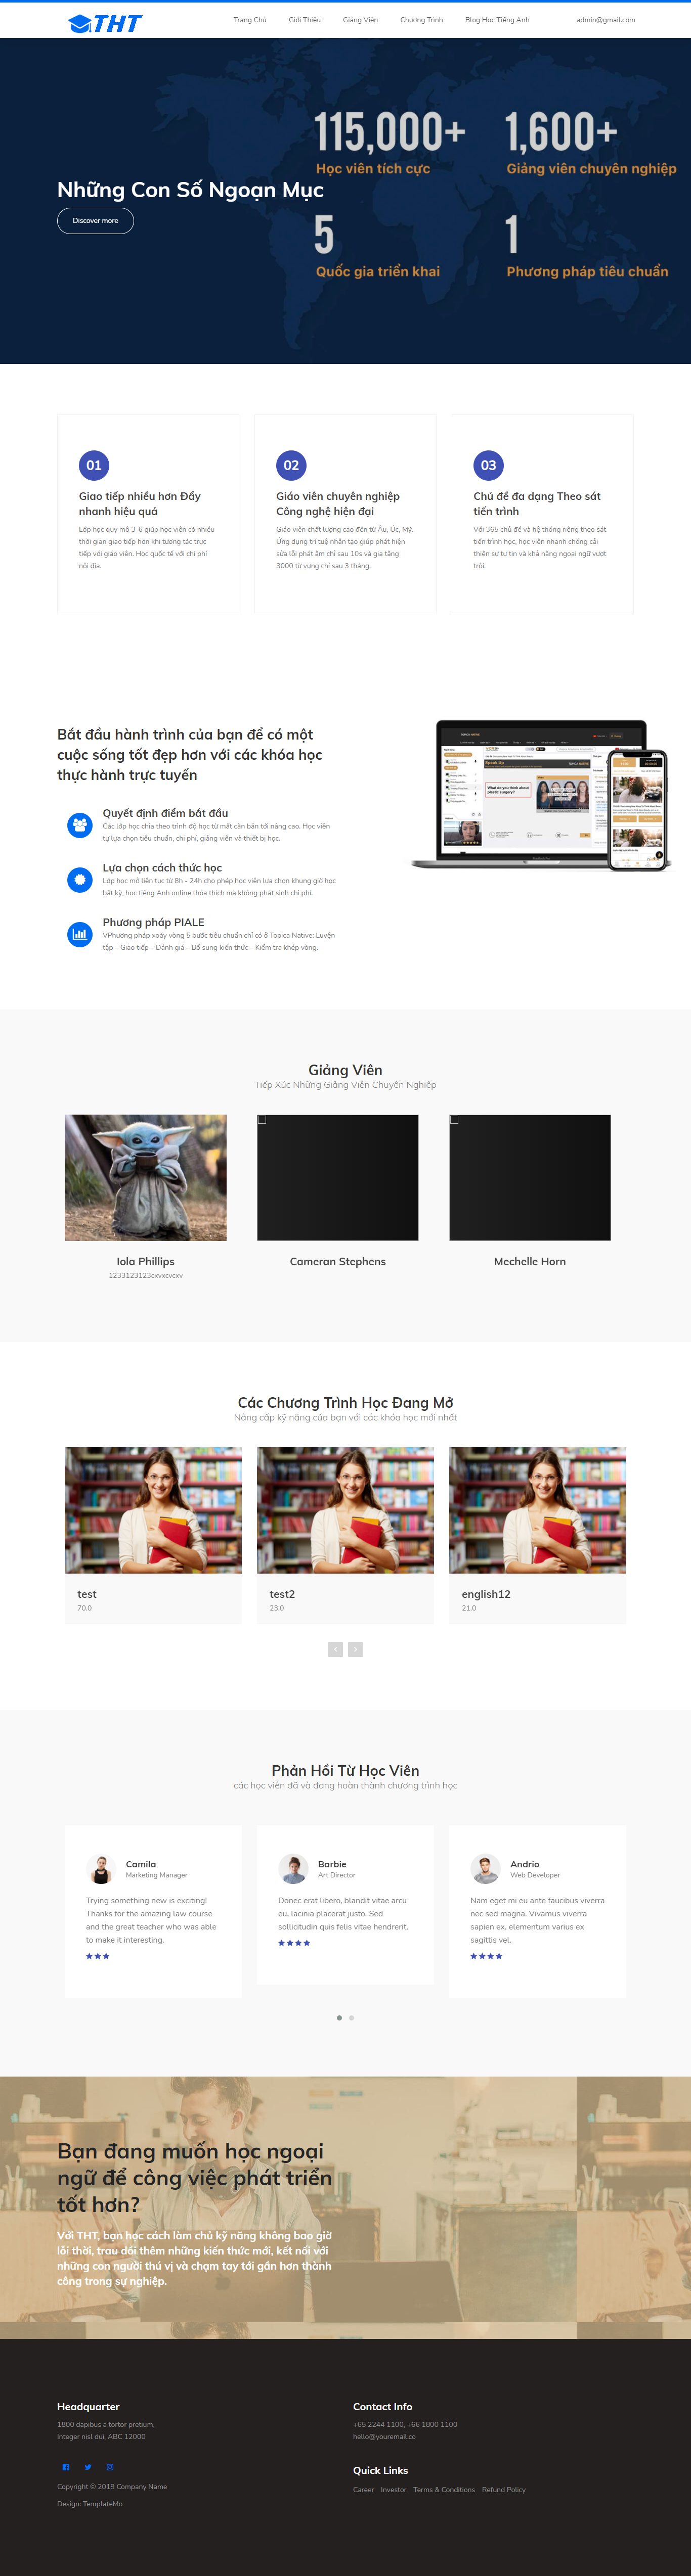 THT
Trang Chủ
Giới Thiệu
Giảng Viên
Chương Trình
Blog Học Tiếng Anh
admin@gmail.com
115,000+
1,600+
Học viên tích cực
Giảng viên chuyên nghiệp
Những Con Số Ngoạn Mục
Discover more
5
1
Quốc gia triển khai
Phương pháp tiêu chuẩn
01
Giao tiếp nhiều hơn Đầy
nhanh hiệu quả
Lớp học quy mô 3-6 giúp học viên có nhiều
thời gian giao tiếp hơn khi tương tác trực
tiếp với giáo viên. Học quốc tế với chi phí
nội địa.
02
Giáo viên chuyên nghiệp
Công nghệ hiện đại
Giáo viên chất lượng cao đến từ Âu, Úc, Mỹ.
Ứng dụng trí tuệ nhân tạo giúp phát hiện
sửa lỗi phát âm chỉ sau 10s và gia tăng
3000 từ vựng chỉ sau 3 tháng.
03
Chủ đề đa dạng Theo sát
tiến trình
Với 365 chủ đề và hệ thống riêng theo sát
tiến trình học, học viên nhanh chóng cải
thiện sự tự tin và khả năng ngoại ngữ vượt
trội.
Bắt đầu hành trình của bạn để có một
cuộc sống tốt đẹp hơn với các khóa học
thực hành trực tuyến
Quyết định điểm bắt đầu
Các lớp học chia theo trình độ học từ mất căn bản tới nâng cao. Học viên
tự lựa chọn tiêu chuẩn, chi phí, giảng viên và thiết bị học.
Lựa chọn cách thức học
Lớp học mở liên tục từ 8h - 24h cho phép học viên lựa chọn khung giờ học
bất kỳ, học tiếng Anh online thỏa thích mà không phát sinh chi phí.
Phương pháp PIALE
VPhương pháp xoáy vòng 5 bước tiêu chuẩn chỉ có ở Topica Native: Luyện
tập – Giao tiếp – Đánh giá – Bổ sung kiến thức – Kiểm tra khép vòng.
What do you think about
plastic surgery?
Giảng Viên
Tiếp Xúc Những Giảng Viên Chuyên Nghiệp
Iola Phillips
1233123123cxvxcvcxv
Cameran Stephens
Mechelle Horn
Các Chương Trình Học Đang Mở
Nâng cấp kỹ năng của bạn với các khóa học mới nhất
test
70.0
test2
23.0
english12
21.0
Phản Hồi Từ Học Viên
các học viên đã và đang hoàn thành chương trình học
Camila
Marketing Manager
Trying something new is exciting!
Thanks for the amazing law course
and the great teacher who was able
to make it interesting.
Barbie
Art Director
Donec erat libero, blandit vitae arcu
eu, lacinia placerat justo. Sed
sollicitudin quis felis vitae hendrerit.
Andrio
Web Developer
Nam eget mi eu ante faucibus viverra
nec sed magna. Vivamus viverra
sapien ex, elementum varius ex
sagittis vel.
Bạn đang muốn học ngoại
ngữ để công việc phát triển
tốt hơn?
Với THT, bạn học cách làm chủ kỹ năng không bao giờ
lỗi thời, trau dồi thêm những kiến thức mới, kết nối với
những con người thú vị và chạm tay tới gần hơn thành
công trong sự nghiệp.
Headquarter
1800 dapibus a tortor pretium,
Integer nisl dui, ABC 12000
Copyright © 2019 Company Name
Design: TemplateMo
Contact Info
+65 2244 1100, +66 1800 1100
hello@youremail.co
Quick Links
Career
Investor
Terms & Conditions
Refund Policy